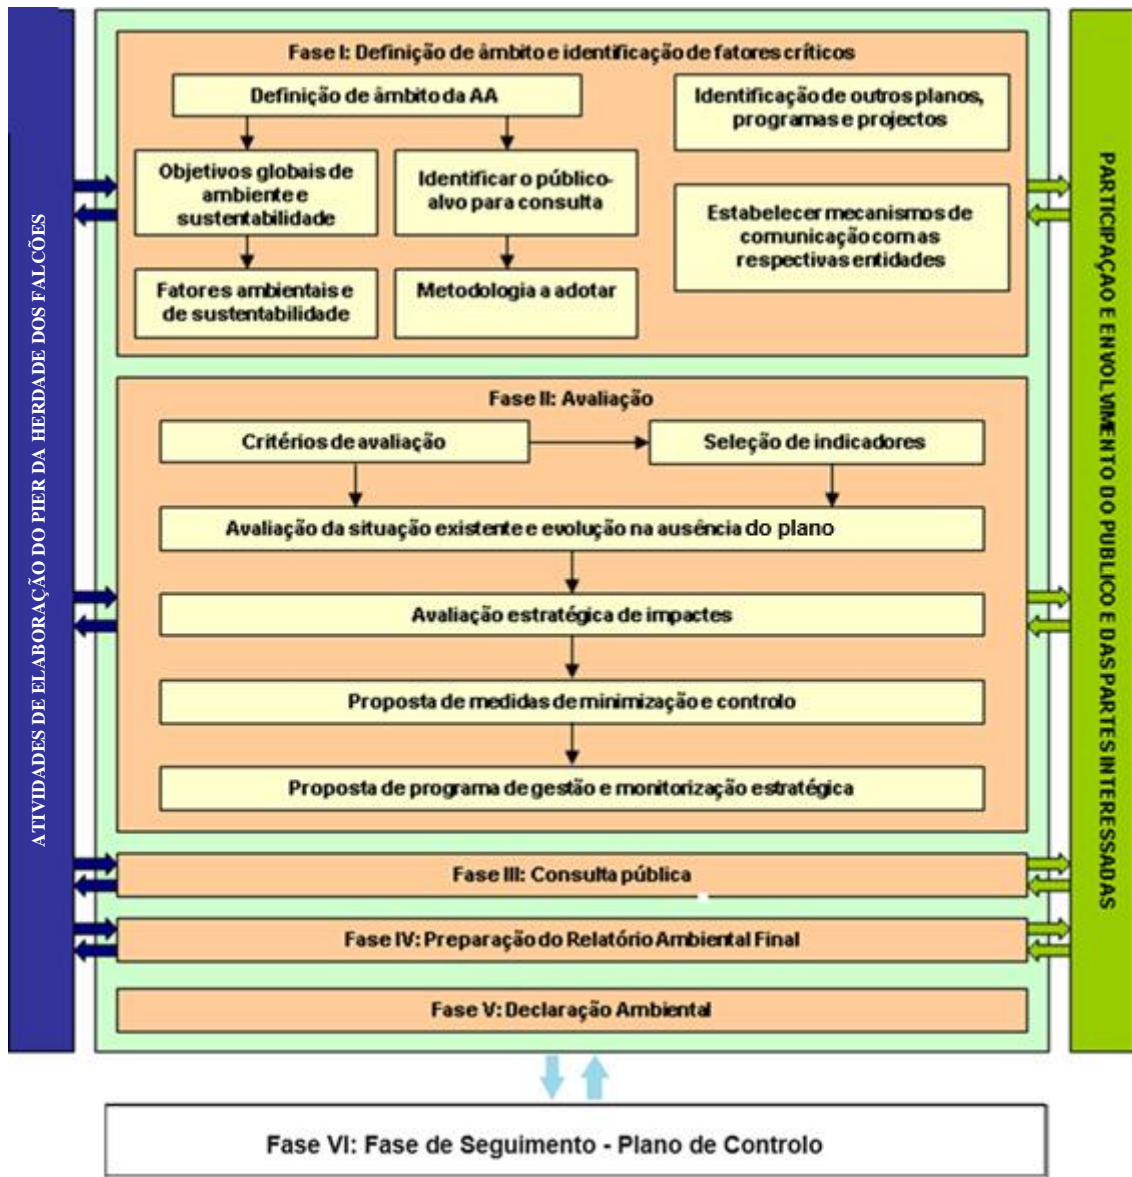 ATIVIDADES DE ELABORAÇÃO DO PIER DA HERDADE DOS FALCÕES
Fase I: Definição de âmbito e identificação de fatores críticos
Definição de âmbito da AA
Objetivos globais de
ambiente e
sustentabilidade
Fatores ambientais e
de sustentabilidade
Identificar o público-
alvo para consulta
Metodologia a adotar
Identificação de outros planos,
programas e projectos
Estabelecer mecanismos de
comunicação com as
respectivas entidades
Fase II: Avaliação
Critérios de avaliação
Seleção de indicadores
Avaliação da situação existente e evolução na ausência do plano
Avaliação estratégica de impactes
Proposta de medidas de minimização e controlo
Proposta de programa de gestão e monitorização estratégica
Fase III: Consulta pública
Fase IV: Preparação do Relatório Ambiental Final
Fase V: Declaração Ambiental
PARTICIPAÇAO E ENVOLVIMENTO DO PUBLICO E DAS PARTES INTERESSADAS
Fase VI: Fase de Seguimento - Plano de Controlo